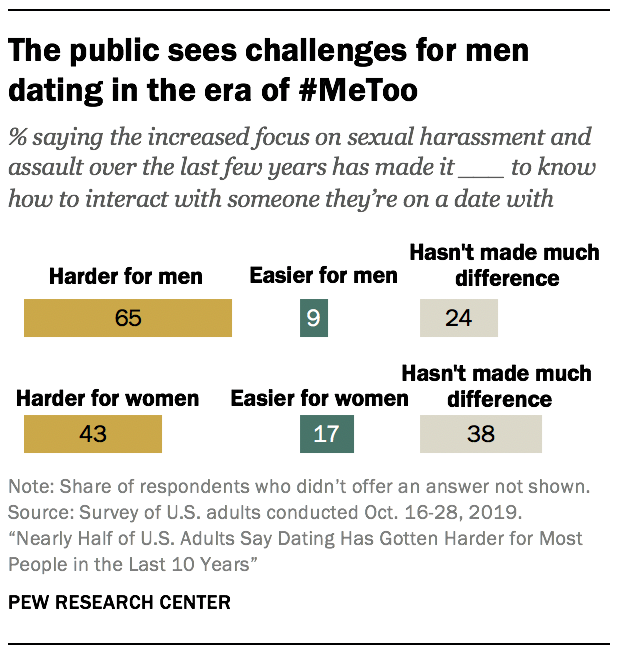 The public sees challenges for men
dating in the era of #MeToo
% saying the increased focus on sexual harassment and
assault over the last few years has made it ____ to know
how to interact with someone they’re on a date with
Harder for men
Easier for men
Hasn't made much
difference
65
9
24
Harder for women
Easier for women
Hasn't made much
difference
43
17
38
Note: Share of respondents who didn’t offer an answer not shown.
Source: Survey of U.S. adults conducted Oct. 16-28, 2019.
“Nearly Half of U.S. Adults Say Dating Has Gotten Harder for Most
People in the Last 10 Years”
PEW RESEARCH CENTER